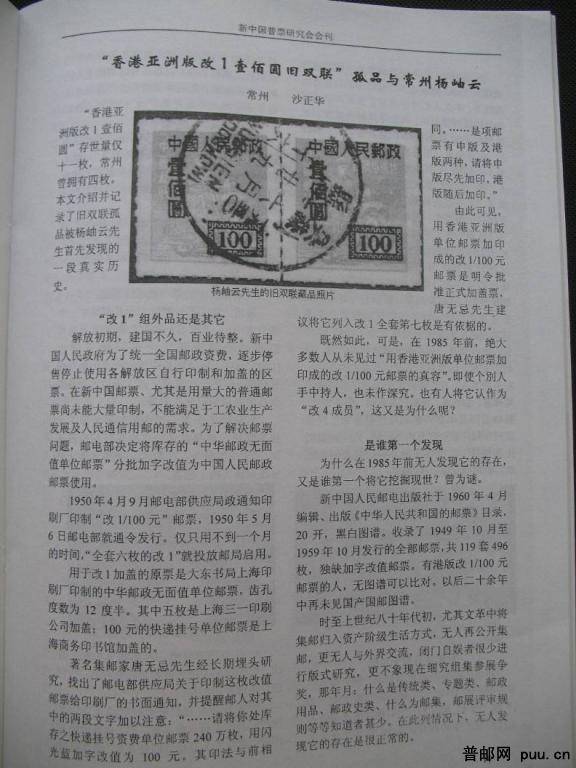 新中国普票研究会会刊
“香港亚洲版改1壹佰圆旧双联”孤品与常州杨岫云
常州 沙正华
“香港亚
洲版改1壹佰
圆”存世量仅
十一枚，常州
曾拥有四枚。
本文介绍并记
录了旧双联孤
品被杨岫云先
生首先发现的
一段真实历
史。
中國人民郵政
壹佰圓
100
中國人民郵政
壹佰圓
100
杨岫云先生的旧双联藏品照片
“改1”组外品还是其它
解放初期，建国不久，百业待整。新中
国人民政府为了统一全国邮政资费，逐步停
售停止使用各解放区自行印制和加盖的区
票。在新中国邮票、尤其是用量大的普通邮
票尚未能大量印制，不能满足于工农业生产
发展及人民通信用邮的需求。为了解决邮票
问题，邮电部决定将库存的“中华邮政无面
值单位邮票”分批加字改值为中国人民邮政
邮票使用。
1950年4月9月邮电部供应局政通知印
刷厂印制“改1/100元”邮票，1950年5月
6日邮电部就通令发行。仅只用不到一个月
的时间，“全套六枚的改1”就投放邮局启用。
用于改1加盖的原票是大东书局上海印
刷厂印制的中华邮政无面值单位邮票，齿孔
度数为12度半。其中五枚是上海三一印刷
公司加盖；100元的快递挂号单位邮票是上
海商务印书馆加盖的。
著名集邮家唐无忌先生经长期埋头研
究，找出了邮电部供应局关于印制这枚改值
邮票给印刷厂的书面通知，并提醒邮人对其
中的两段文字加以注意：“……请将你处库
存之快递挂号资费单位邮票240万枚，用闪
光蓝加字改值为100元。其印法与前相
同。……是项邮
票有申版及港
版两种，请将申
版尽先加印，港
版随后加印。”
由此可见，
用香港亚洲版
单位邮票加印
成的改1/100元
邮票是明令批
准正式加盖票，
唐无忌先生建
议将它列入改1全套第七枚是有依据的。
既然如此，可是，在1985年前，绝大
多数人从未见过“用香港亚洲版单位邮票加
印成的改1/100元邮票的真容”。即使个别人
手中持人，也未作深究。也有人将它认作为
“改4成员”，这又是为什么呢？
是谁第一个发现
为什么在1985年前无人发现它的存在，
又是谁第一个将它挖掘现世？曾为谜。
新中国人民邮电出版社于1960年4月
编辑、出版《中华人民共和国的邮票》目录，
20开，黑白图谱。收录了1949年10月至
1959年10月发行的全部邮票，共119套496
枚，独缺加字改值邮票。有港版改1/100元
邮票的人，无图谱可以比对。以后二十余年
中再未见国产国邮图谱。
时至上世纪八十年代初，尤其文革中将
集邮归入资产阶级生活方式，无人再公开集
邮，更无人与外界交流，闭门自娱者很少进
行版式研究，更不象现在细究组集参展争
奖，那年月：什么是传统类、专题类、邮政
用品、邮政史类、什么为邮集，邮展评审规
则等等知道者甚少。在此列情况下，无人发
现它的存在是很正常的。
普邮网 puu.cn